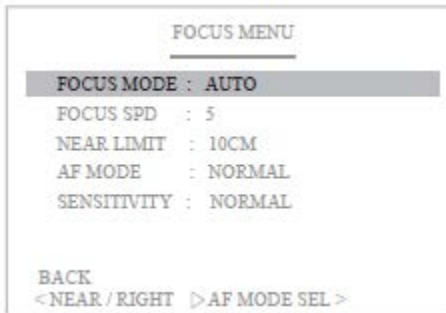 FOCUS MENU
FOCUS MODE : AUTO
FOCUS SPD : 5
NEAR LIMIT : 10CM
AF MODE : NORMAL
SENSITIVITY : NORMAL
BACK
< NEAR / RIGHT ▷ AF MODE SEL >